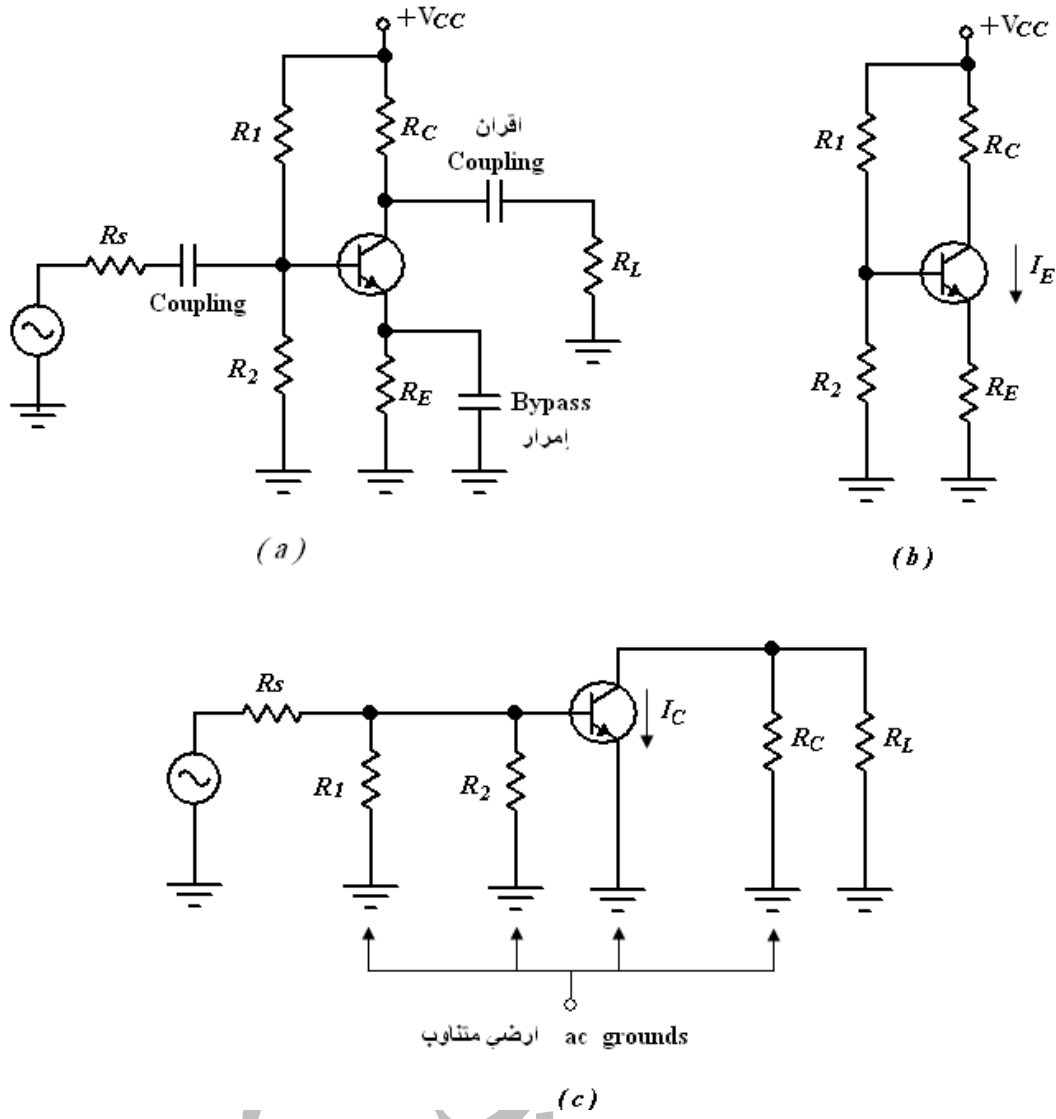 +VCC
R1
RC
اقران
Coupling
Rs
Coupling
RL
R2
RE
Bypass
إمرار
( a )
+VCC
R1
RC
IE
R2
RE
( b )
Rs
IC
R1
R2
RC
RL
ارضي متناوب ac grounds
( c )